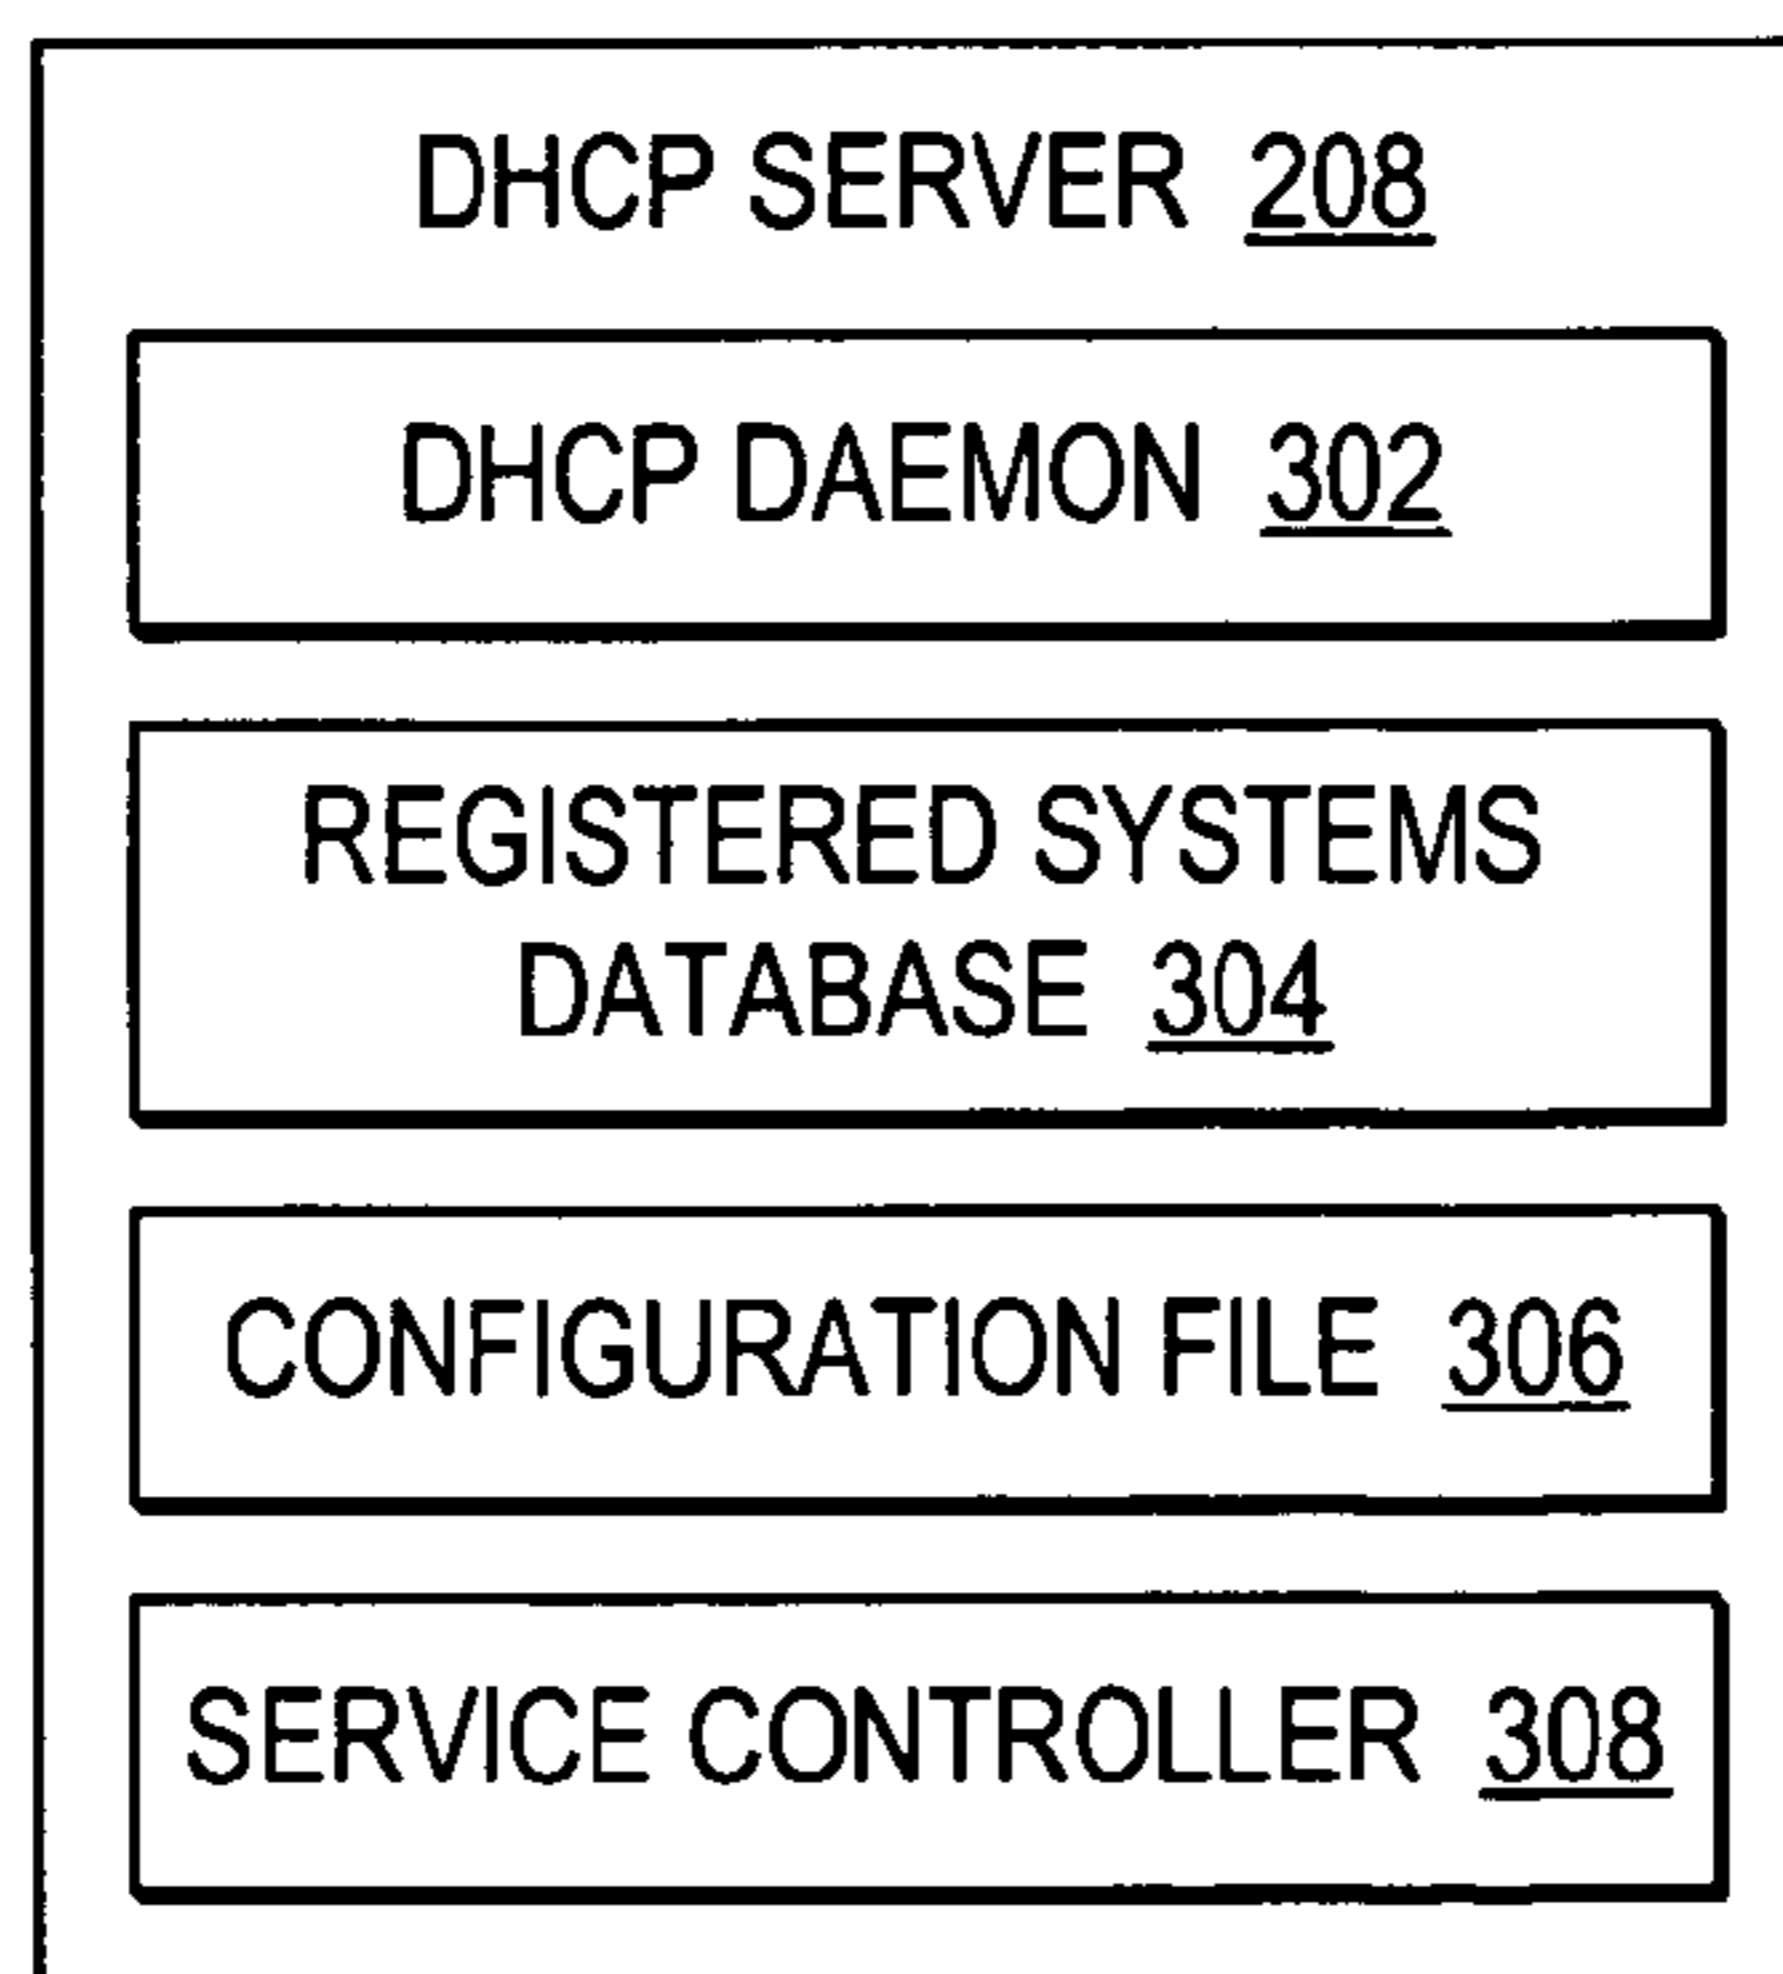 DHCP SERVER 208
DHCP DAEMON 302
REGISTERED SYSTEMS
DATABASE 304
CONFIGURATION FILE 306
SERVICE CONTROLLER 308